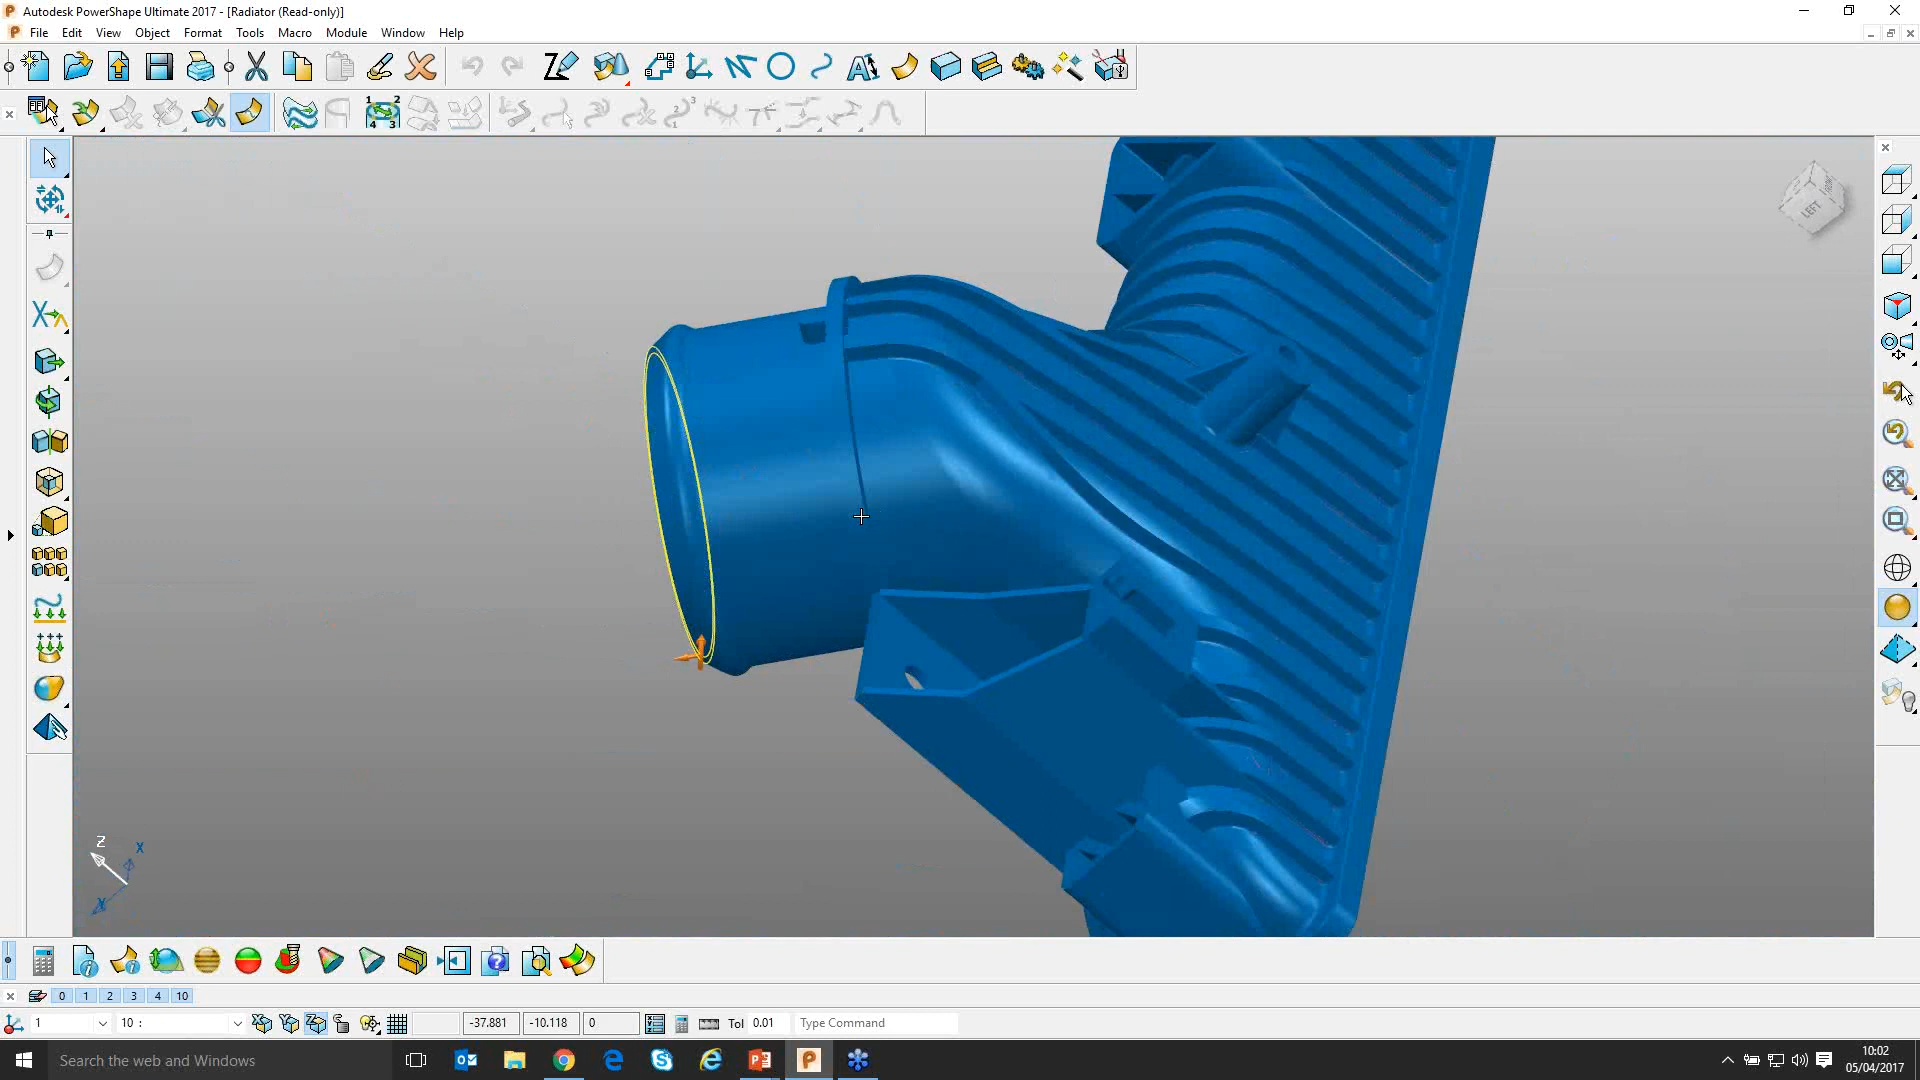 Autodesk PowerShape Ultimate 2017 - [Radiator (Read-only)]
File Edit View Object Format Tools Macro Module Window Help
LEFT
Z
X
Y
0 1 2 3 4 10
1 10 : -37.881 -10.118 0 Tol 0.01 Type Command
Search the web and Windows
10:02
05/04/2017